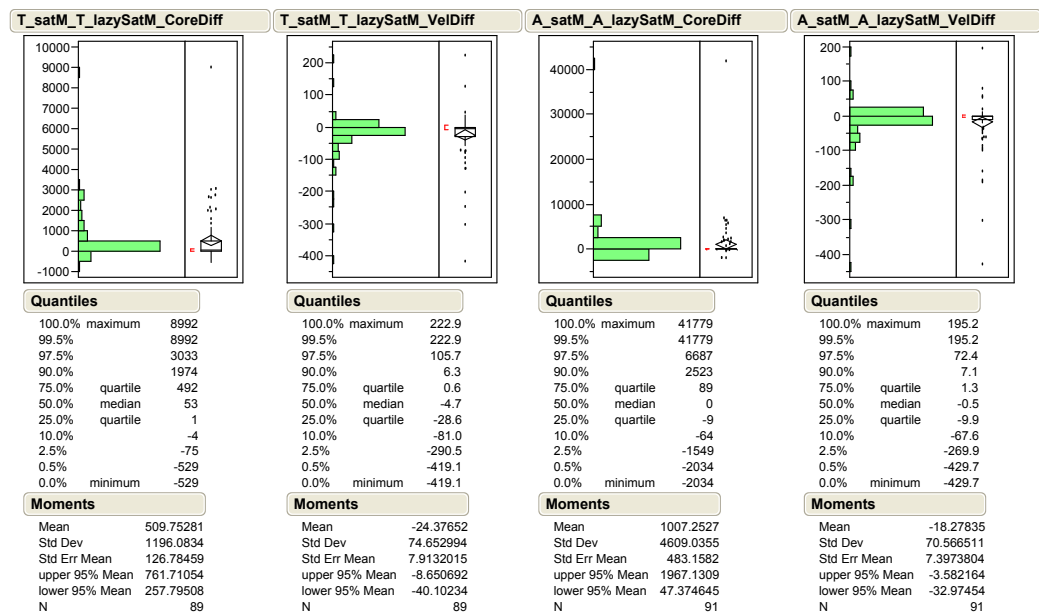 T_satM_T_lazySatM_CoreDiff
10000
9000
8000
7000
6000
5000
4000
3000
2000
1000
0
-1000
Quantiles
100.0% maximum 8992
99.5% 8992
97.5% 3033
90.0% 1974
75.0% quartile 492
50.0% median 53
25.0% quartile 1
10.0% -4
2.5% -75
0.5% -529
0.0% minimum -529
Moments
Mean 509.75281
Std Dev 1196.0834
Std Err Mean 126.78459
upper 95% Mean 761.71054
lower 95% Mean 257.79508
N 89
T_satM_T_lazySatM_VelDiff
200
100
0
-100
-200
-300
-400
Quantiles
100.0% maximum 222.9
99.5% 222.9
97.5% 105.7
90.0% 6.3
75.0% quartile 0.6
50.0% median -4.7
25.0% quartile -28.6
10.0% -81.0
2.5% -290.5
0.5% -419.1
0.0% minimum -419.1
Moments
Mean -24.37652
Std Dev 74.652994
Std Err Mean 7.9132015
upper 95% Mean -8.650692
lower 95% Mean -40.10234
N 89
A_satM_A_lazySatM_CoreDiff
40000
30000
20000
10000
0
Quantiles
100.0% maximum 41779
99.5% 41779
97.5% 6687
90.0% 2523
75.0% quartile 89
50.0% median 0
25.0% quartile -9
10.0% -64
2.5% -1549
0.5% -2034
0.0% minimum -2034
Moments
Mean 1007.2527
Std Dev 4609.0355
Std Err Mean 483.1582
upper 95% Mean 1967.1309
lower 95% Mean 47.374645
N 91
A_satM_A_lazySatM_VelDiff
200
100
0
-100
-200
-300
-400
Quantiles
100.0% maximum 195.2
99.5% 195.2
97.5% 72.4
90.0% 7.1
75.0% quartile 1.3
50.0% median -0.5
25.0% quartile -9.9
10.0% -67.6
2.5% -269.9
0.5% -429.7
0.0% minimum -429.7
Moments
Mean -18.27835
Std Dev 70.566511
Std Err Mean 7.3973804
upper 95% Mean -3.582164
lower 95% Mean -32.97454
N 91